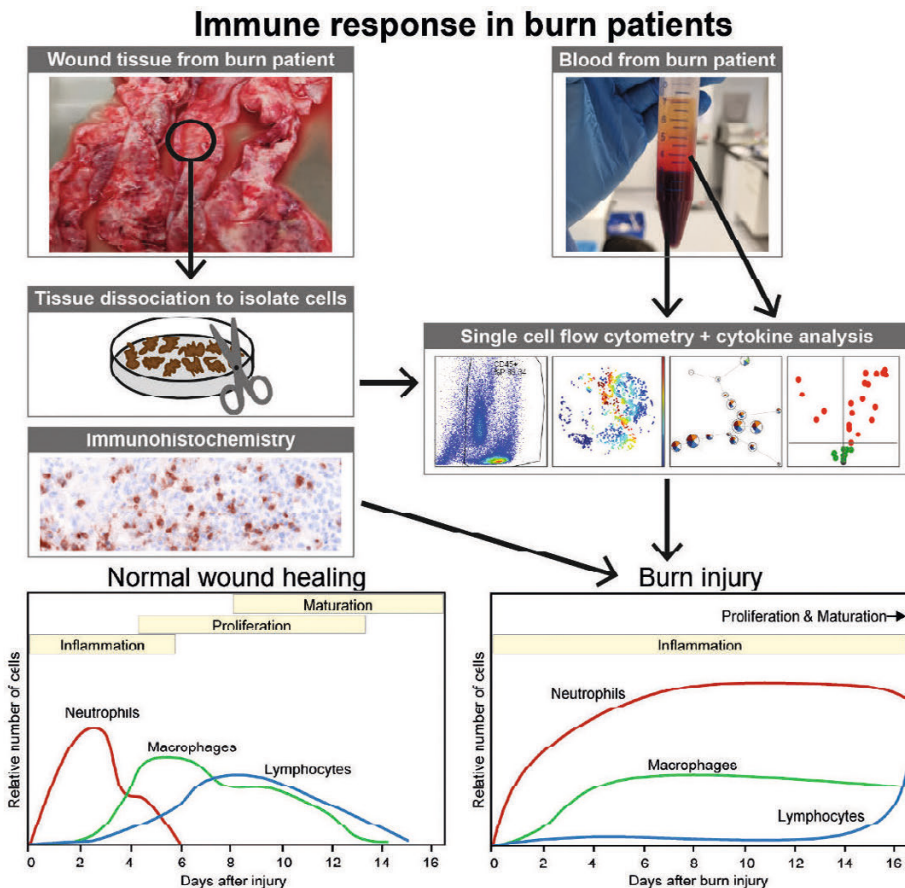 Immune response in burn patients
Wound tissue from burn patient
Blood from burn patient
Tissue dissociation to isolate cells
Single cell flow cytometry + cytokine analysis
CD45+
Immunohistochemistry
Normal wound healing
Maturation
Proliferation
Inflammation
Neutrophils
Macrophages
Lymphocytes
Relative number of cells
0 2 4 6 8 10 12 14 16
Days after injury
Burn injury
Proliferation & Maturation
Inflammation
Neutrophils
Macrophages
Lymphocytes
Relative number of cells
0 2 4 6 8 10 12 14 16
Days after burn injury